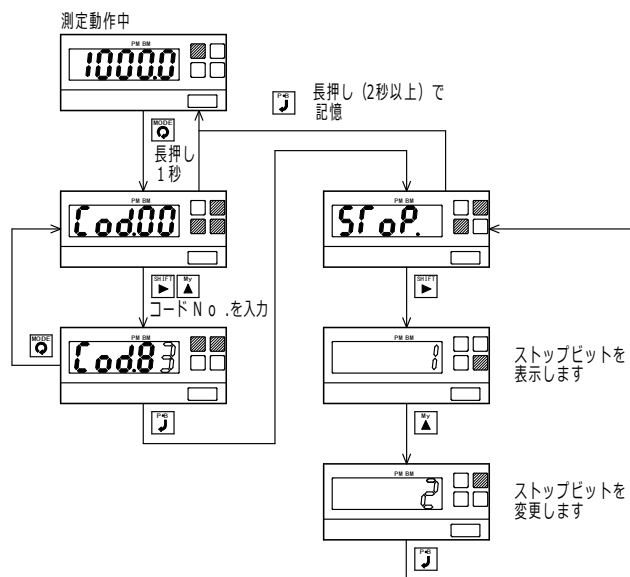 測定動作中
PM BM
1000.0
P•B
長押し (2秒以上) で
記憶
MODE
長押し
1秒
PM BM
Cod.00
PM BM
SToP.
SHIFT
My
コードNo.を入力
SHIFT
MODE
PM BM
Cod.83
PM BM
1
ストップビットを
表示します
P•B
My
PM BM
2
ストップビットを
変更します
P•B